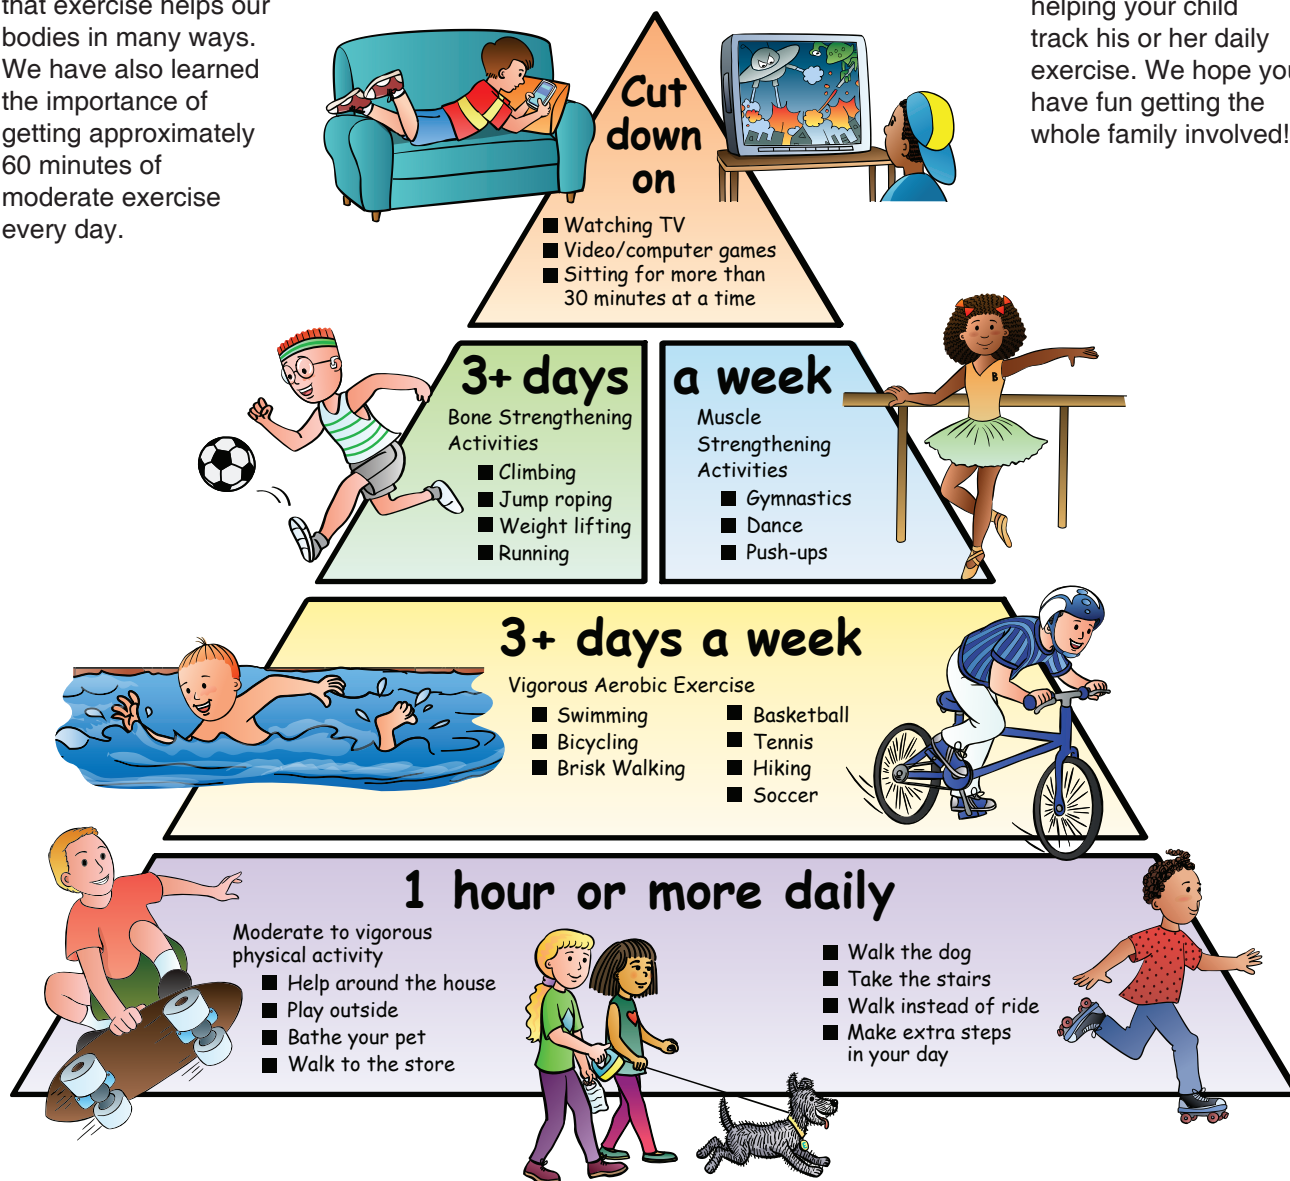 that exercise helps our
bodies in many ways.
We have also learned
the importance of
getting approximately
60 minutes of
moderate exercise
every day.
helping your child
track his or her daily
exercise. We hope you
have fun getting the
whole family involved!
Cut
down
on
Watching TV
Video/computer games
Sitting for more than
30 minutes at a time
3+ days
Bone Strengthening
Activities
Climbing
Jump roping
Weight lifting
Running
a week
Muscle
Strengthening
Activities
Gymnastics
Dance
Push-ups
B
3+ days a week
Vigorous Aerobic Exercise
Swimming
Bicycling
Brisk Walking
Basketball
Tennis
Hiking
Soccer
1 hour or more daily
Moderate to vigorous
physical activity
Help around the house
Play outside
Bathe your pet
Walk to the store
Walk the dog
Take the stairs
Walk instead of ride
Make extra steps
in your day